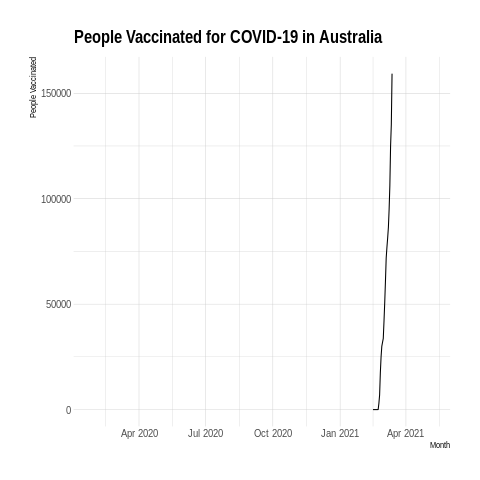 People Vaccinated for COVID-19 in Australia
People Vaccinated
150000
100000
50000
0
Apr 2020 Jul 2020 Oct 2020 Jan 2021 Apr 2021
Month